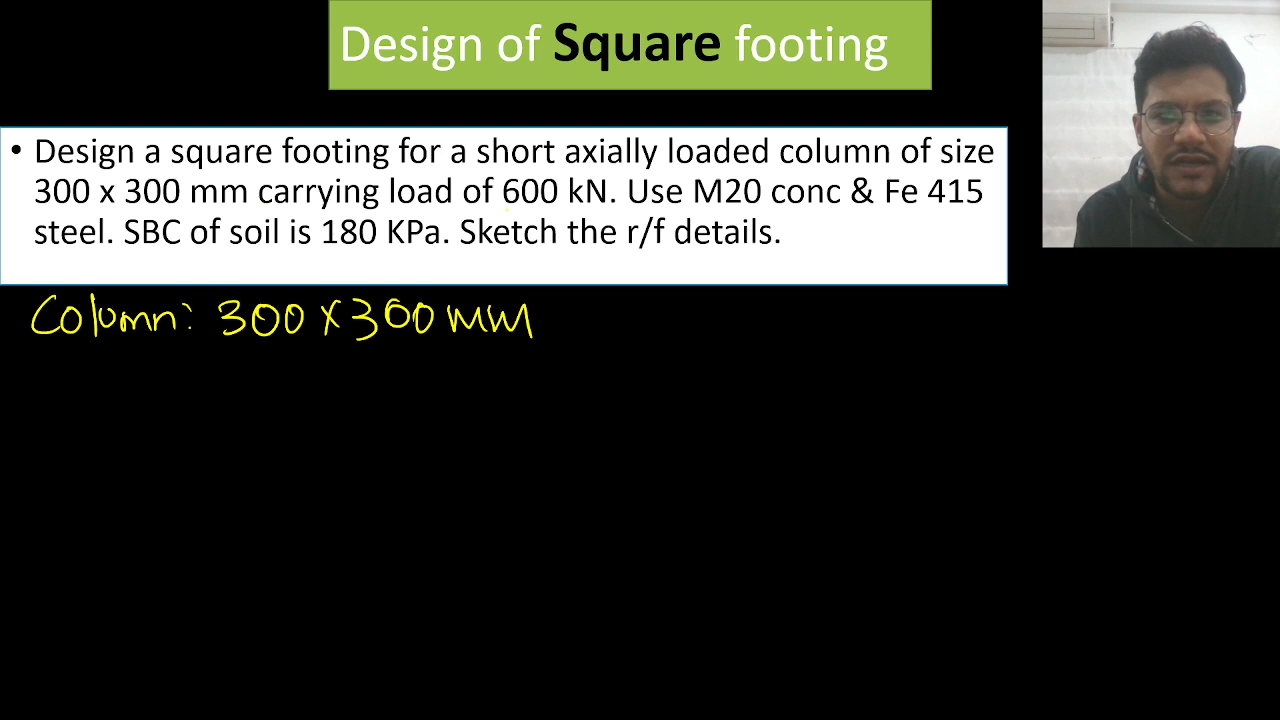 Design of Square footing
• Design a square footing for a short axially loaded column of size
300 x 300 mm carrying load of 600 kN. Use M20 conc & Fe 415
steel. SBC of soil is 180 KPa. Sketch the r/f details.
Column: 300 x 300 mm